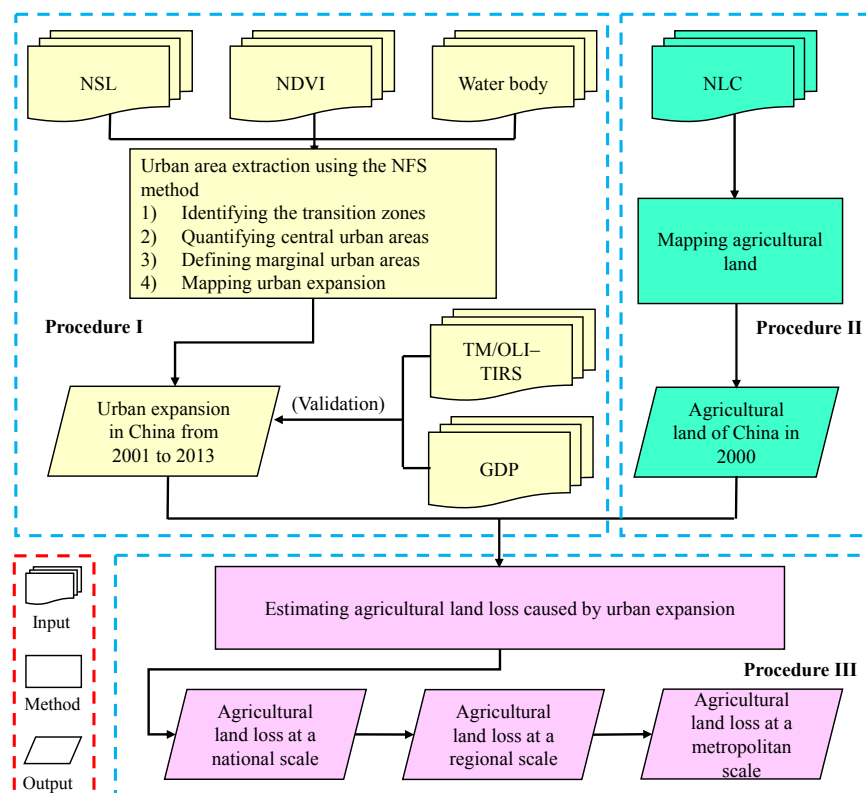 NSL
NDVI
Water body
NLC
Urban area extraction using the NFS
method
1) Identifying the transition zones
2) Quantifying central urban areas
3) Defining marginal urban areas
4) Mapping urban expansion
Mapping agricultural
land
Procedure I
Procedure II
TM/OLI–
TIRS
Urban expansion
in China from
2001 to 2013
(Validation)
GDP
Agricultural
land of China in
2000
Input
Method
Output
Estimating agricultural land loss caused by urban expansion
Procedure III
Agricultural
land loss at a
national scale
Agricultural
land loss at a
regional scale
Agricultural
land loss at a
metropolitan
scale